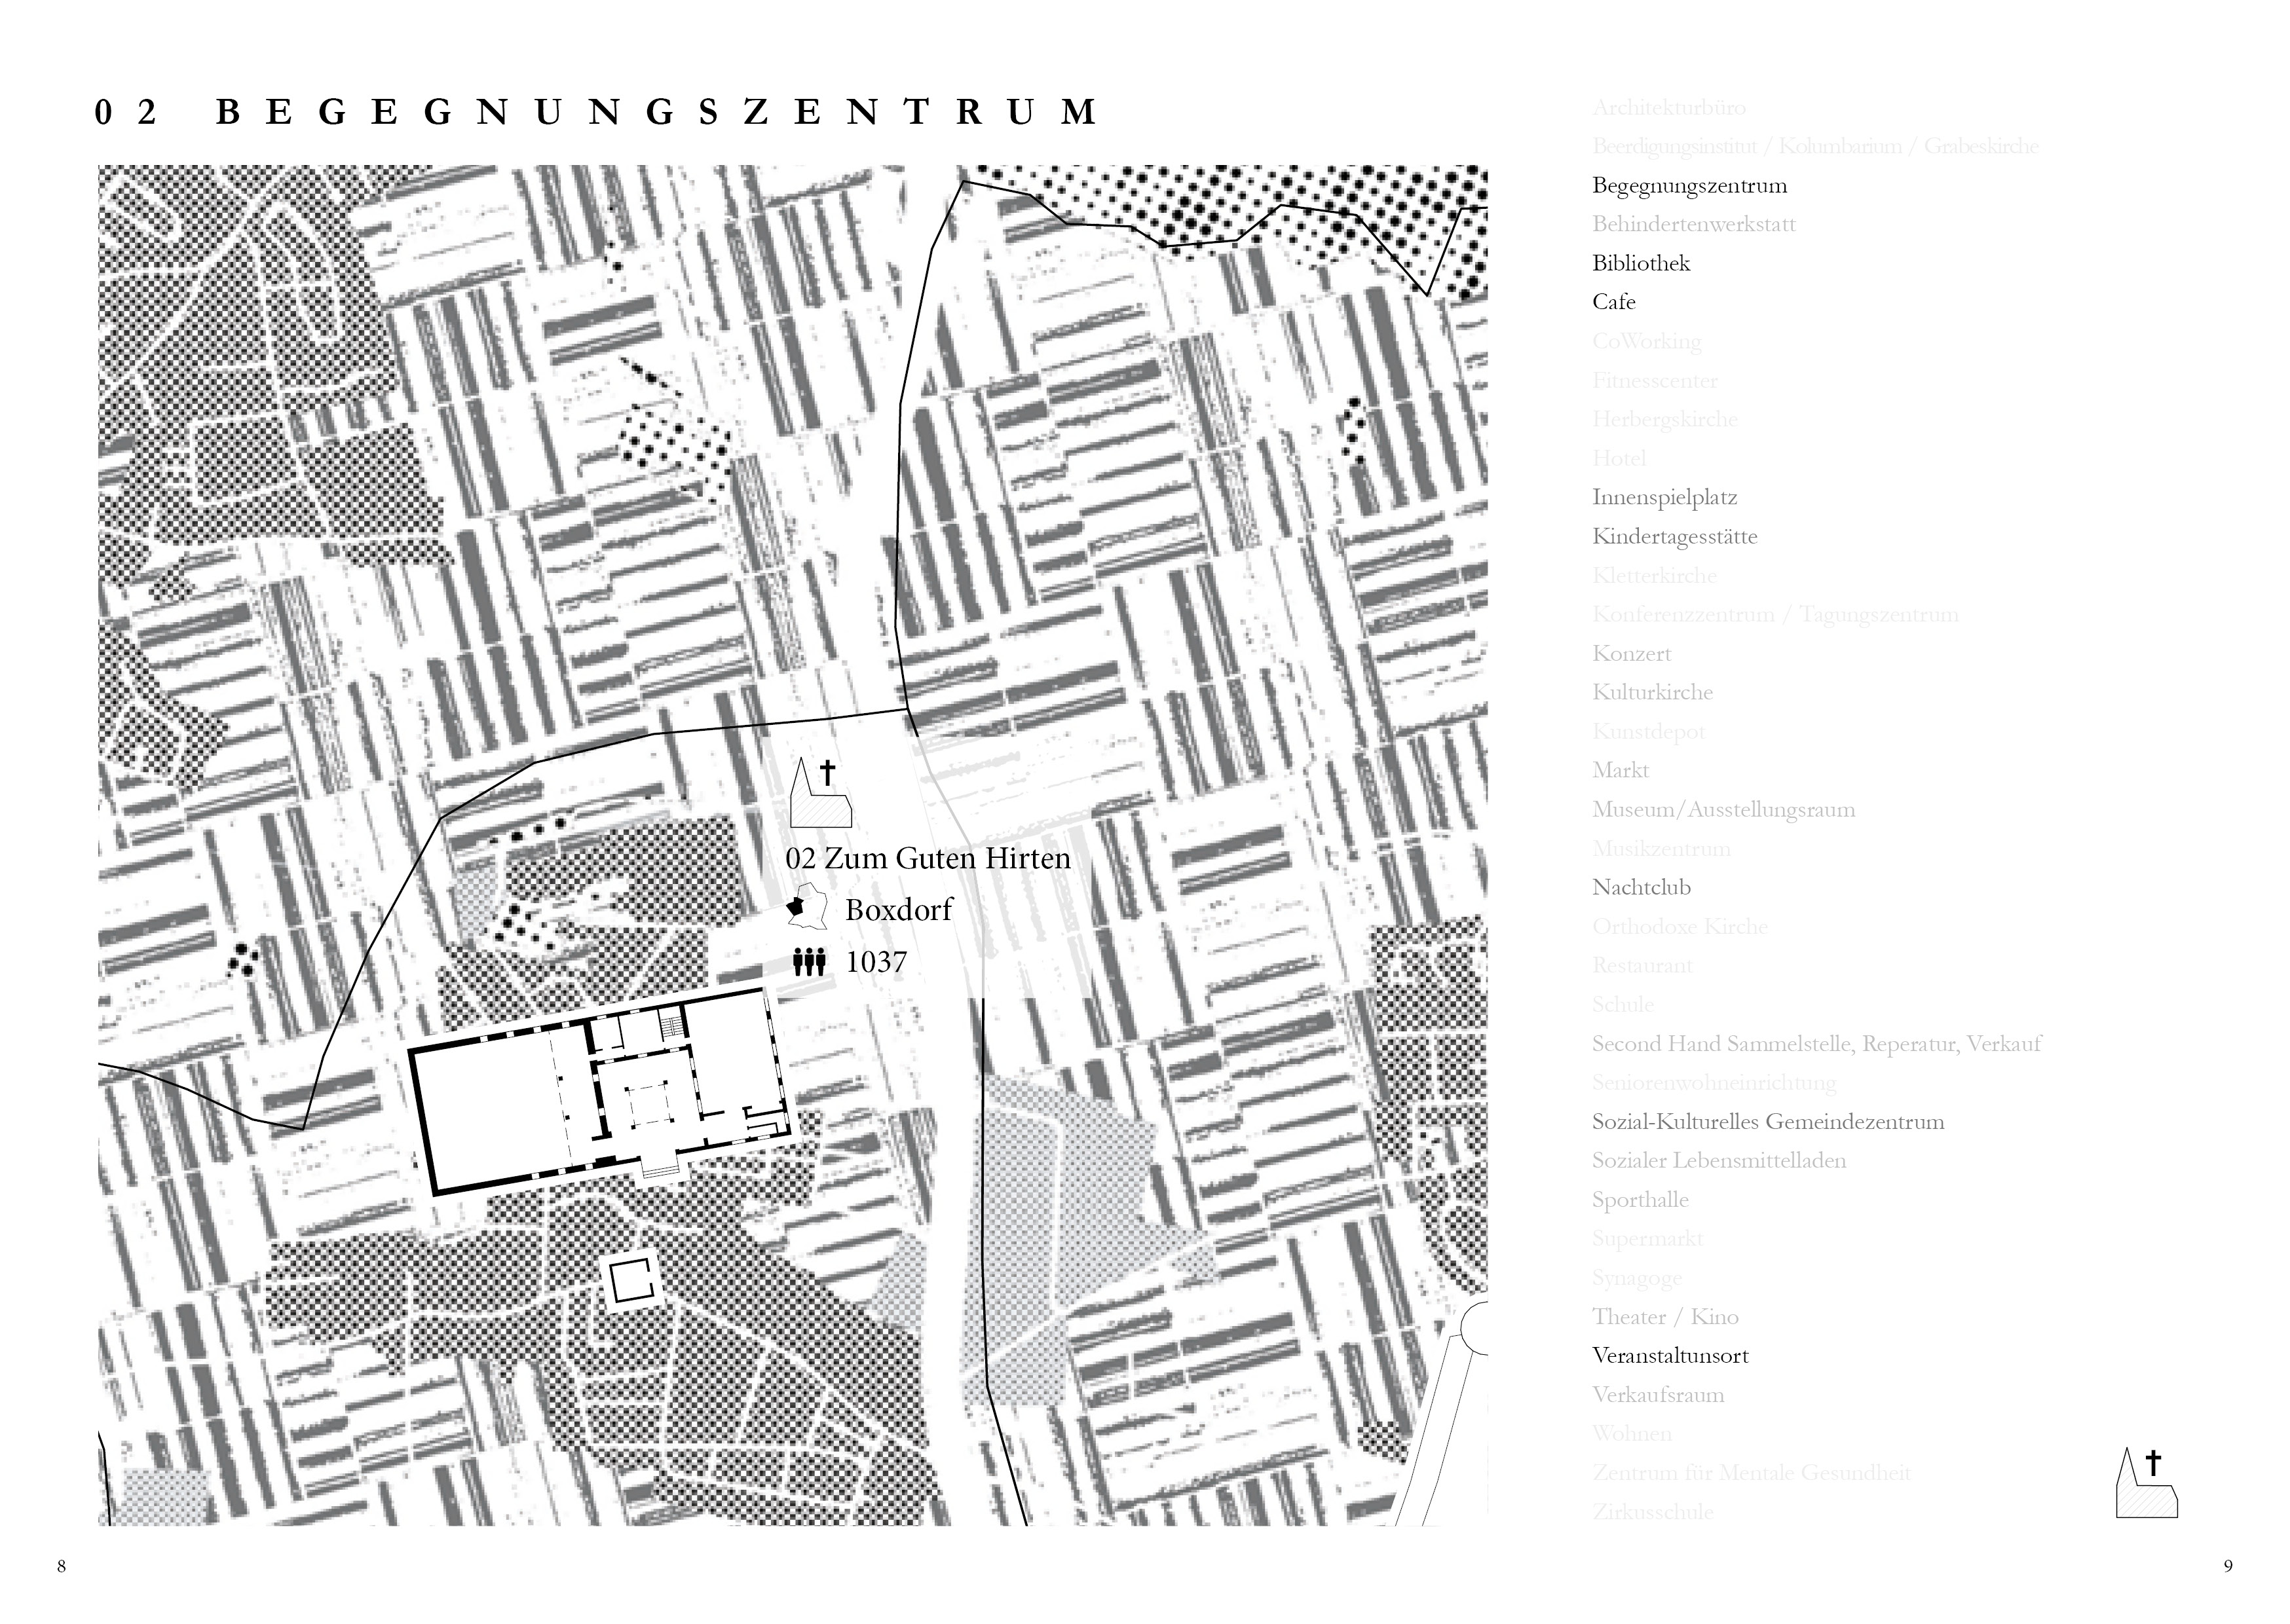 02 BEGEGNUNGSZENTRUM
02 Zum Guten Hirten
Boxdorf
1037
8
Architekturbüro
Beerdigungsinstitut / Kolumbarium / Grabeskirche
Begegnungszentrum
Behindertenwerkstatt
Bibliothek
Cafe
CoWorking
Fitnesscenter
Herbergskirche
Hotel
Innenspielplatz
Kindertagesstätte
Kletterkirche
Konferenzzentrum / Tagungszentrum
Konzert
Kulturkirche
Kunstdepot
Markt
Museum/Ausstellungsraum
Musikzentrum
Nachtclub
Orthodoxe Kirche
Restaurant
Schule
Second Hand Sammelstelle, Reperatur, Verkauf
Seniorenwohneinrichtung
Sozial-Kulturelles Gemeindezentrum
Sozialer Lebensmittelladen
Sporthalle
Supermarkt
Synagoge
Theater / Kino
Veranstaltunsort
Verkaufsraum
Wohnen
Zentrum für Mentale Gesundheit
Zirkusschule
9